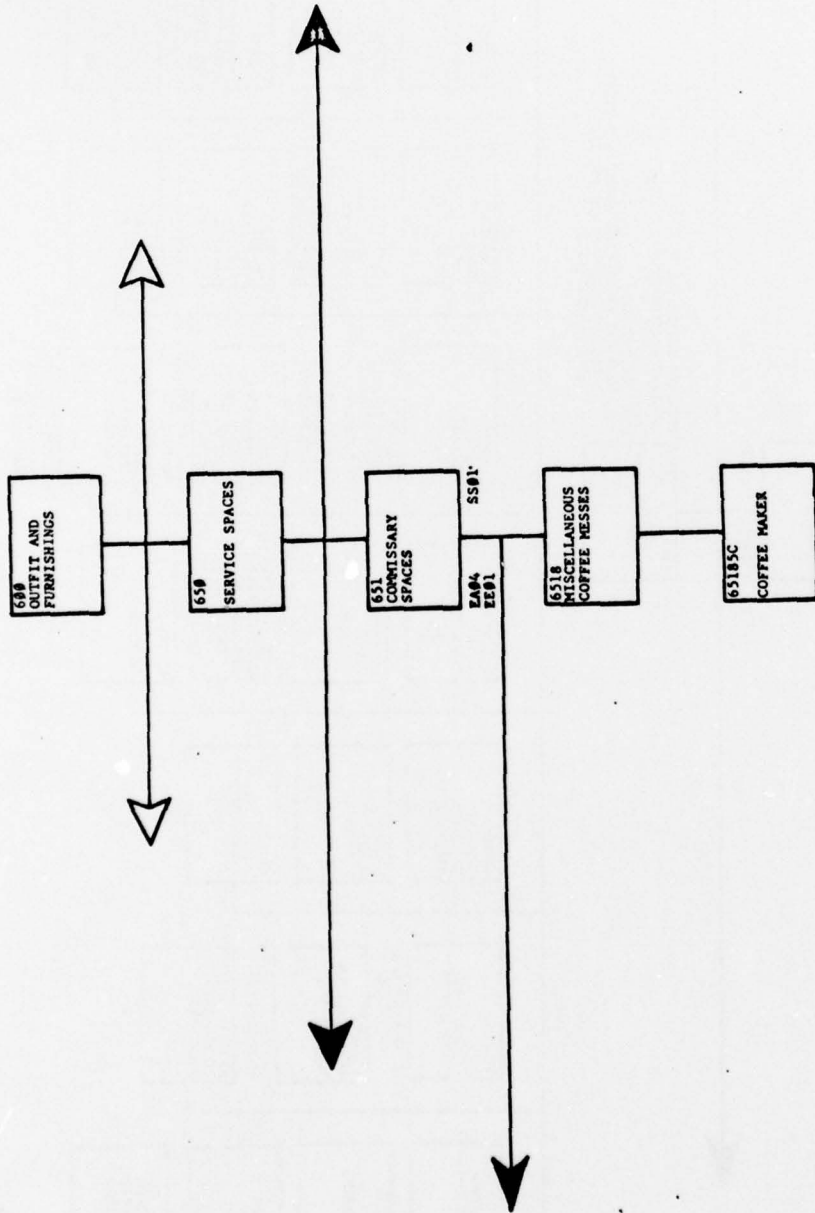 600
OUTFIT AND
FURNISHINGS
650
SERVICE SPACES
651
COMMISSARY
SPACES
EA04
EE01
SS01
6518
MISCELLANEOUS
COFFEE MESSES
65185C
COFFEE MAKER